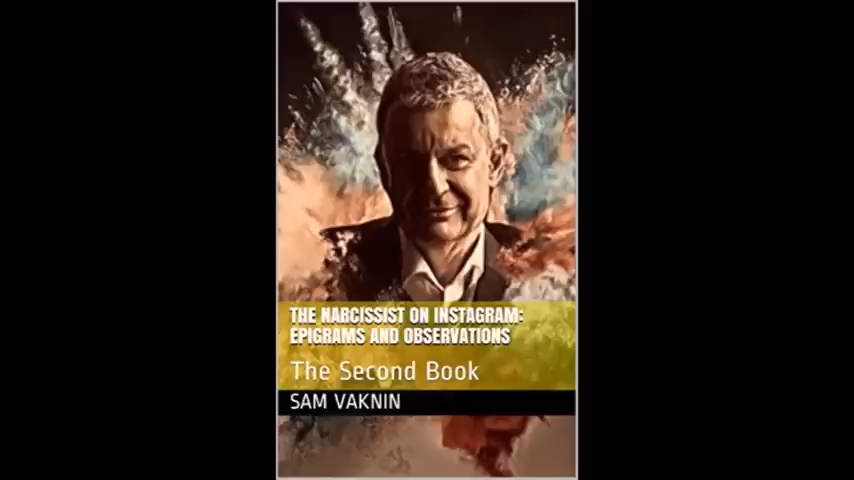 THE NARCISSIST ON INSTAGRAM:
EPIGRAMS AND OBSERVATIONS
The Second Book
SAM VAKNIN